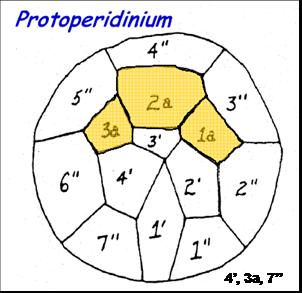 Protoperidinium
4"
5"
2a
3"
3a
3'
1a
6"
4'
2'
2"
1'
7"
1"
4', 3a, 7"